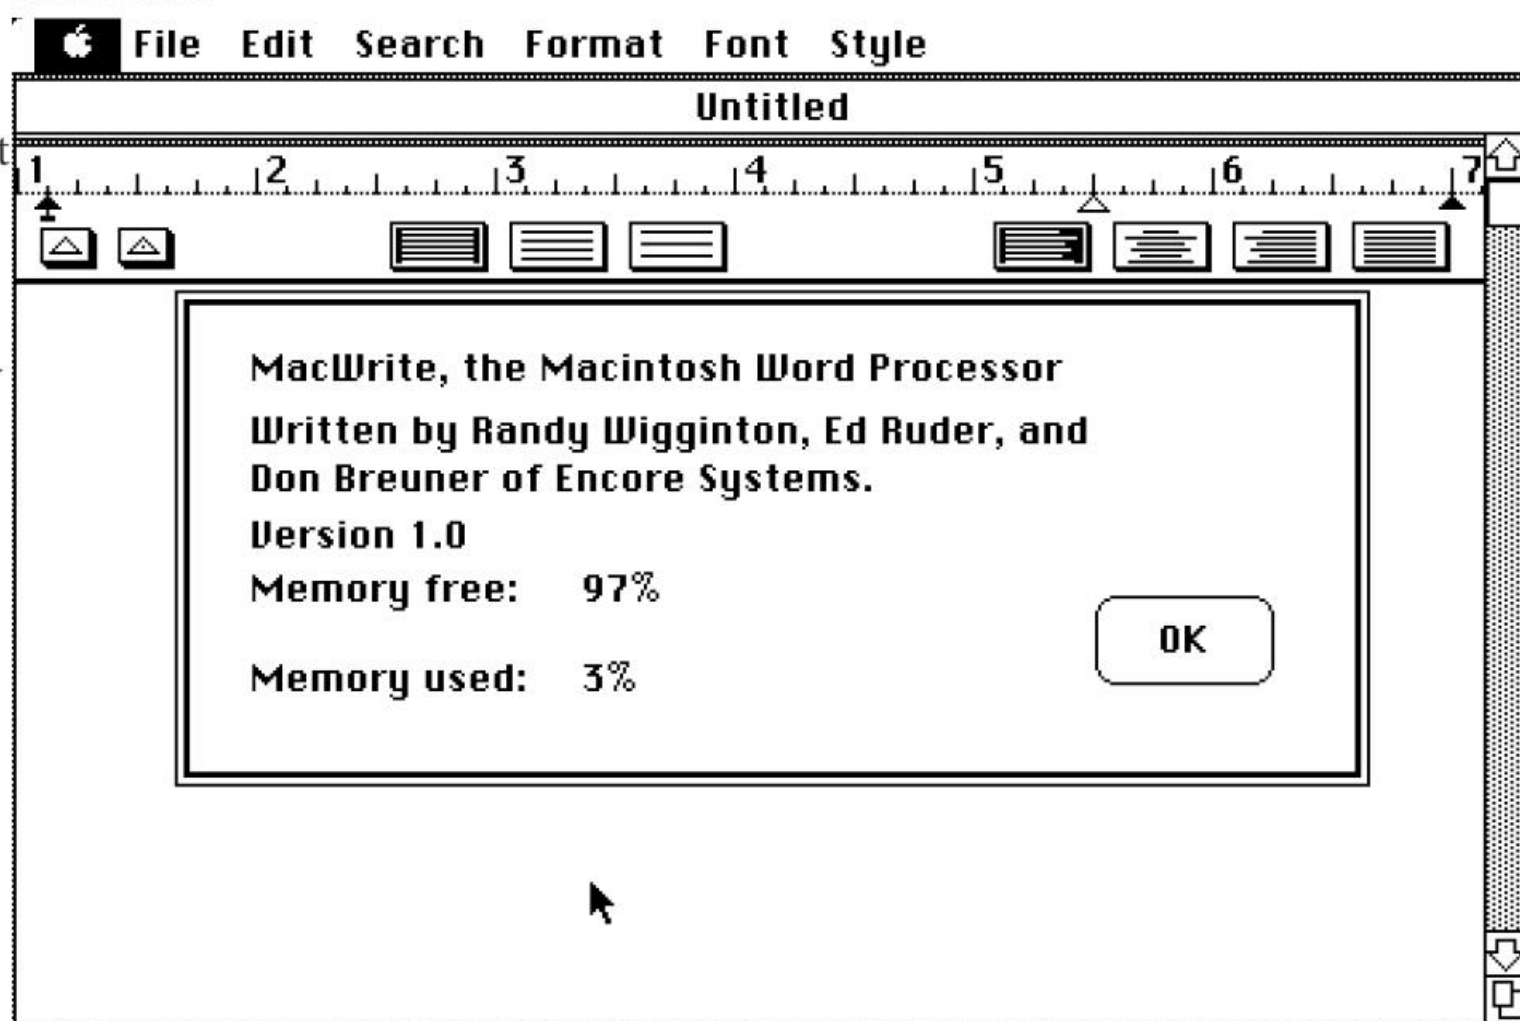 File Edit Search Format Font Style
Untitled
1 2 3 4 5 6 7
MacWrite, the Macintosh Word Processor
Written by Randy Wigginton, Ed Ruder, and
Don Breuner of Encore Systems.
Version 1.0
Memory free: 97%
OK
Memory used: 3%